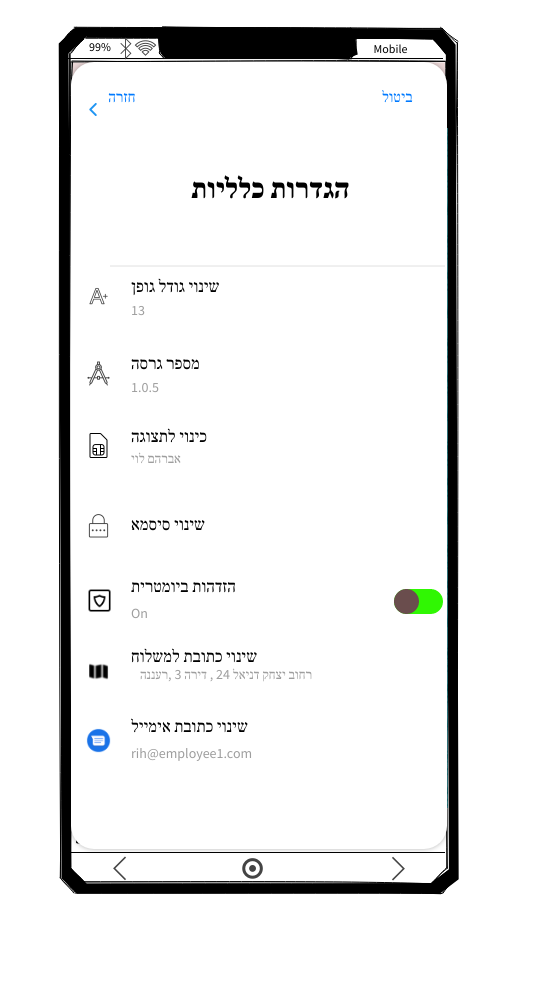 99%
Mobile
חזרה
ביטול
הגדרות כלליות
שינוי גודל גופן
13
מספר גרסה
1.0.5
כינוי לתצוגה
אברהם לוי
שינוי סיסמא
הזדהות ביומטרית
On
שינוי כתובת למשלוח
רחוב יצחק דניאל 24 , דירה 3 ,רעננה
שינוי כתובת אימייל
rih@employee1.com